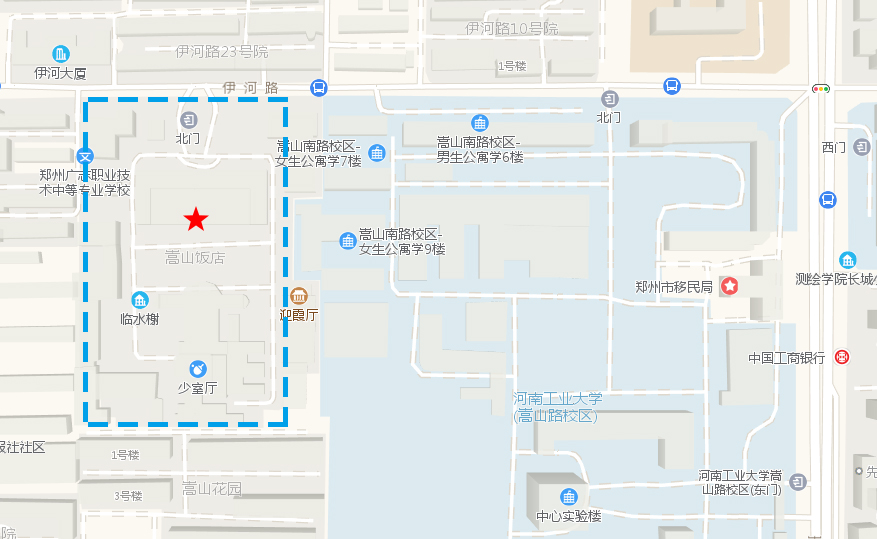 伊河路23号院
伊河路10号院
1号楼
伊河大厦
伊河路
北门
北门
嵩山南路校区-
女生公寓学7楼
嵩山南路校区-
男生公寓学6楼
西门
郑州广志职业技
术中等专业学校
嵩山南路校区-
女生公寓学9楼
嵩山饭店
郑州市移民局
测绘学院长城小
临水榭
迎霞厅
中国工商银行
少室厅
河南工业大学
(嵩山路校区)
报社社区
1号楼
3号楼
嵩山花园
河南工业大学嵩
山路校区(东门)
先
中心实验楼
院